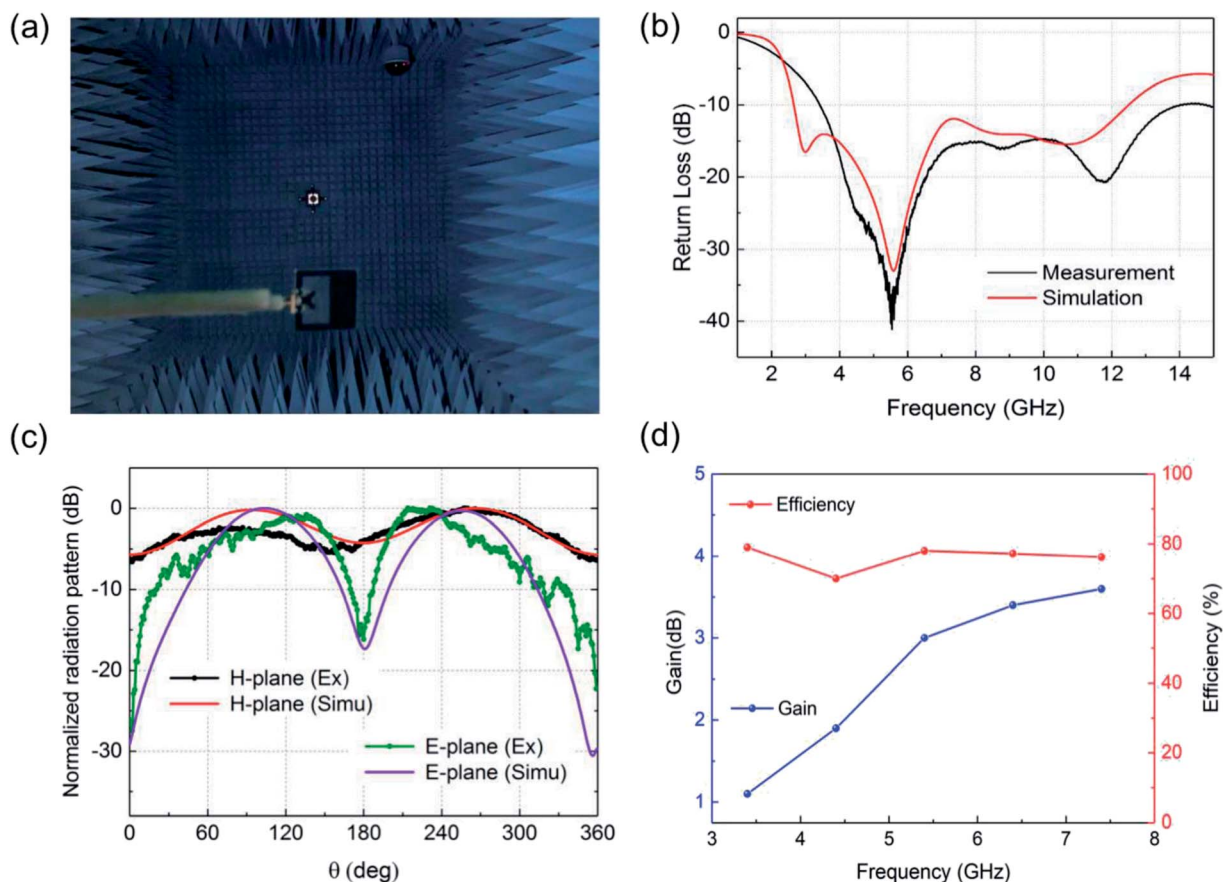 (a)
(b)
0
-10
-20
-30
-40
Return Loss (dB)
Measurement
Simulation
2
4
6
8
10
12
14
Frequency (GHz)
(c)
0
-10
-20
-30
Normalized radiation pattern (dB)
H-plane (Ex)
H-plane (Simu)
E-plane (Ex)
E-plane (Simu)
0
60
120
180
240
300
360
θ (deg)
(d)
5
4
3
2
1
Gain(dB)
Efficiency
Gain
100
80
60
40
20
0
Efficiency (%)
3
4
5
6
7
8
Frequency (GHz)